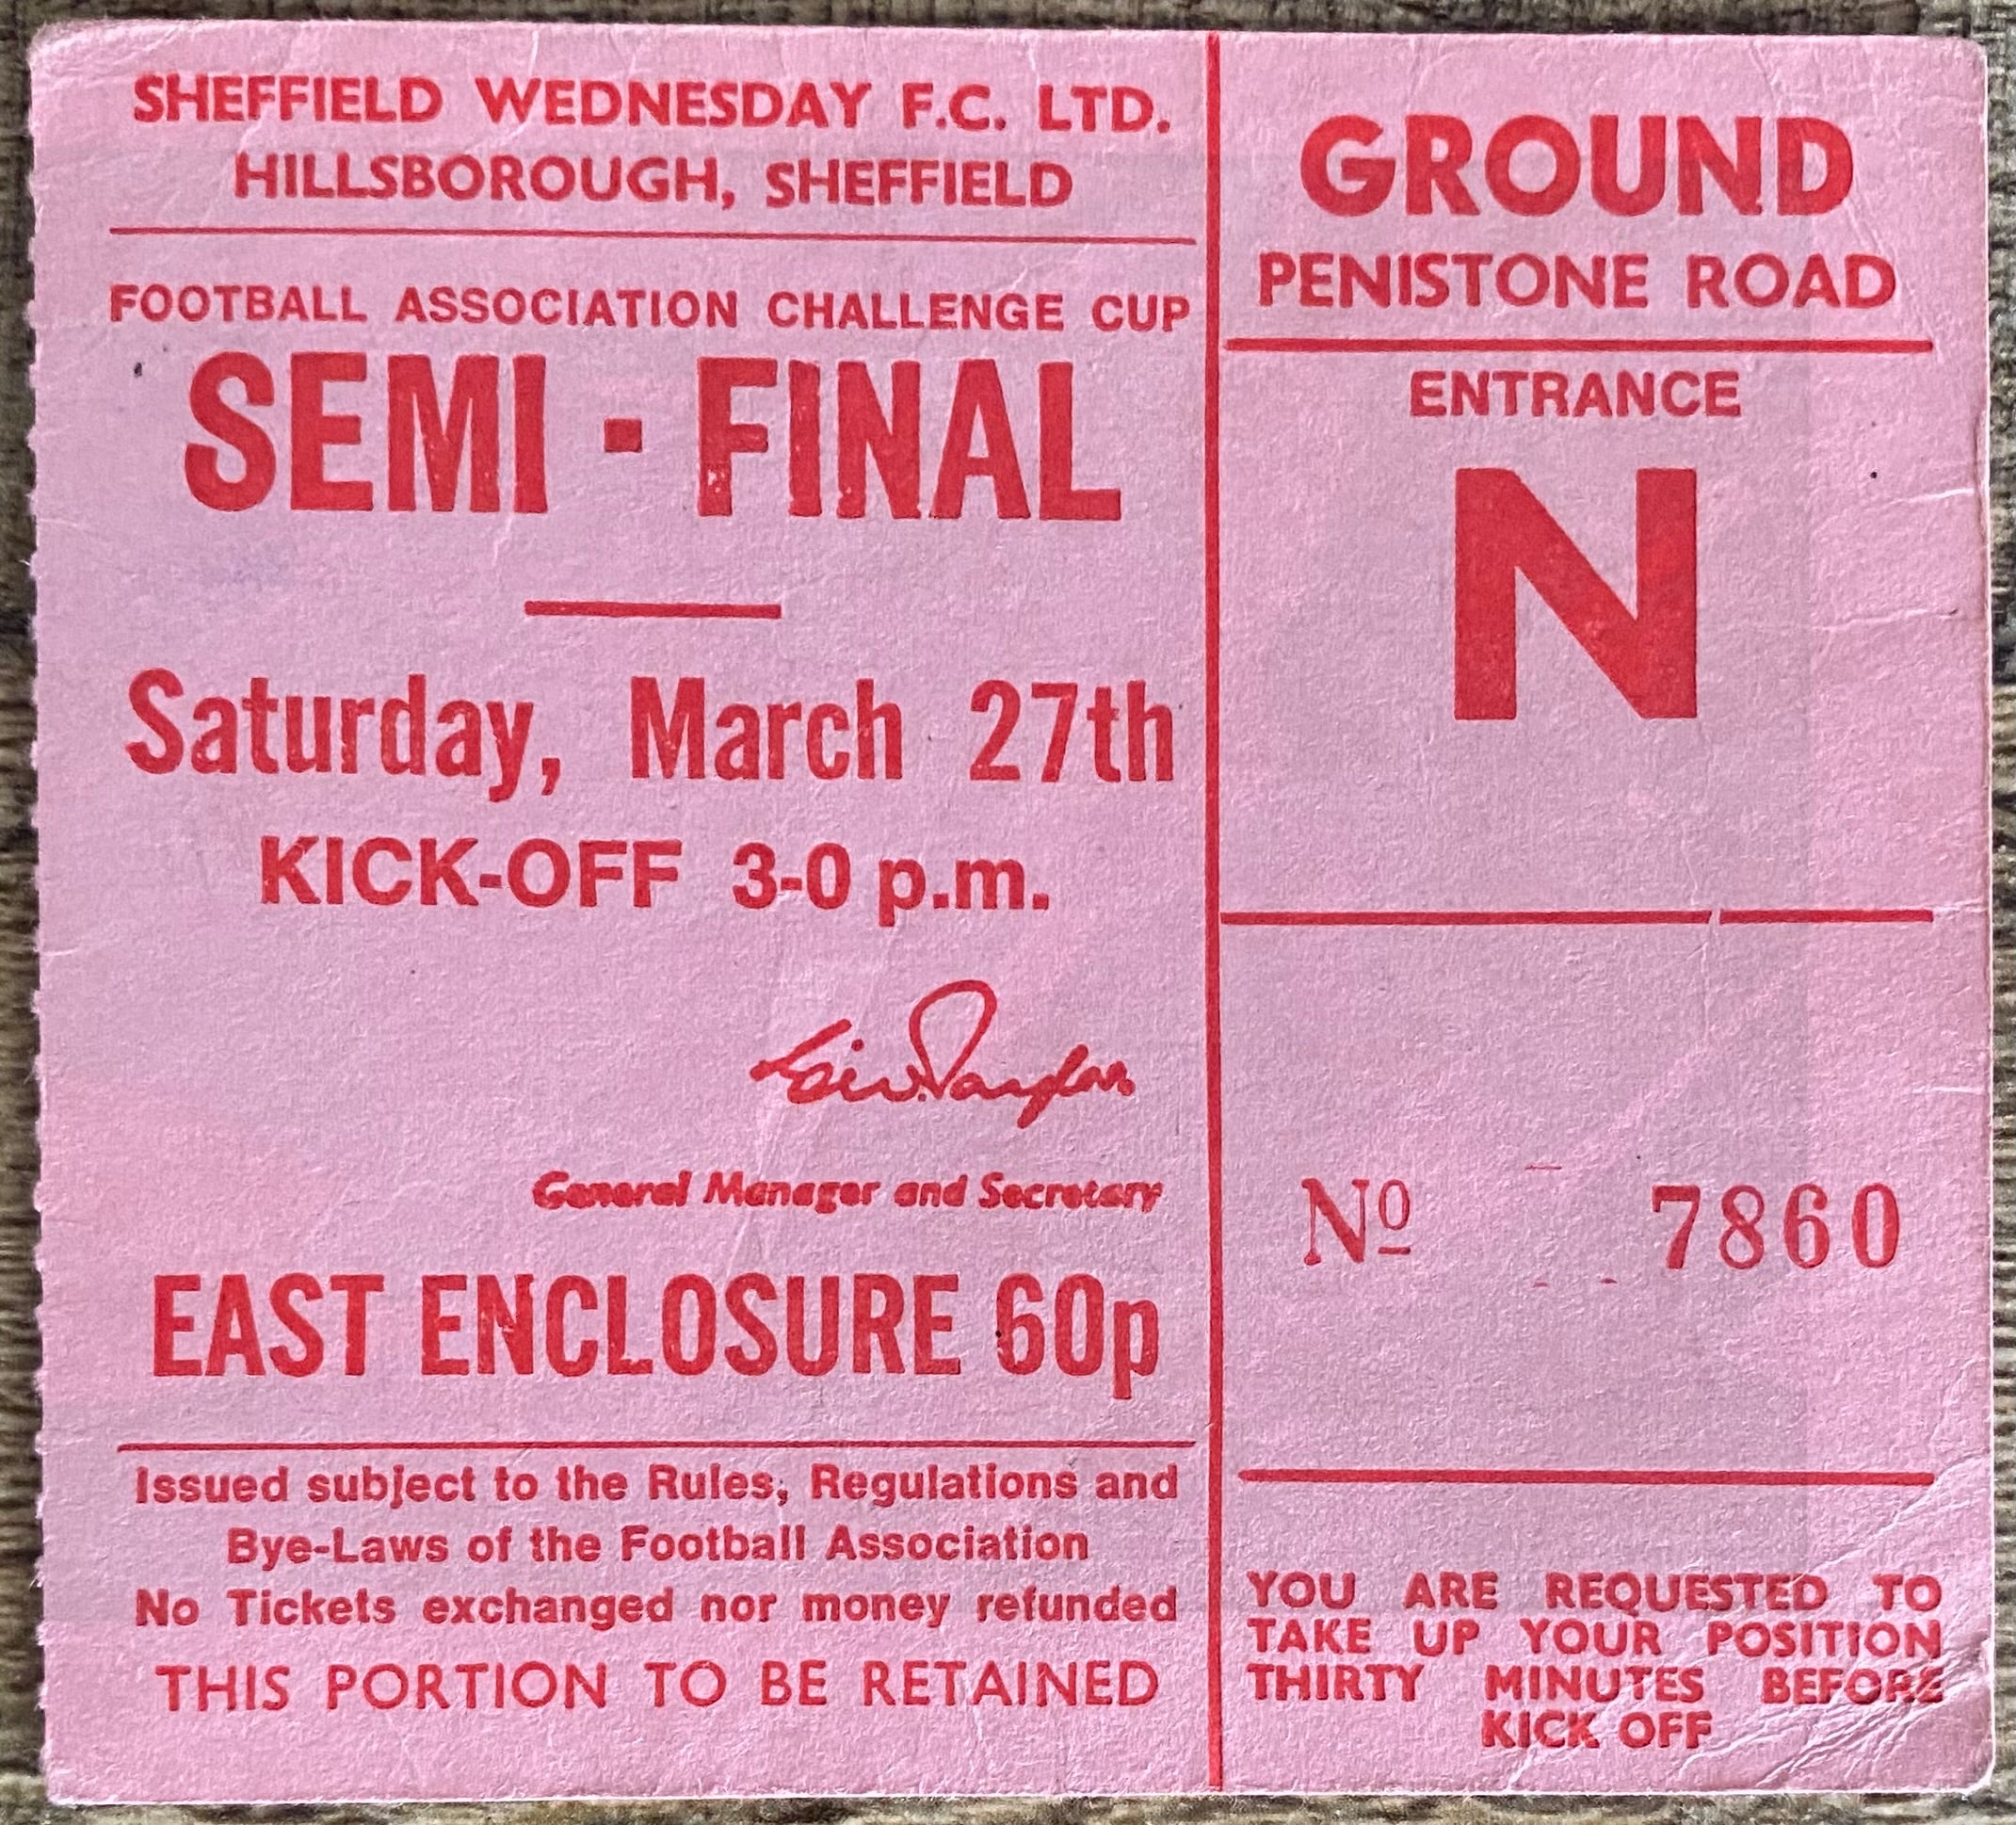 SHEFFIELD WEDNESDAY F.C. LTD.
HILLSBOROUGH, SHEFFIELD
FOOTBALL ASSOCIATION CHALLENGE CUP
SEMI - FINAL
Saturday, March 27th
KICK-OFF 3-0 p.m.
Eric Taylor
General Manager and Secretary
EAST ENCLOSURE 60p
Issued subject to the Rules, Regulations and
Bye-Laws of the Football Association
No Tickets exchanged nor money refunded
THIS PORTION TO BE RETAINED
GROUND
PENISTONE ROAD
ENTRANCE
N
Nº 7860
YOU ARE REQUESTED TO
TAKE UP YOUR POSITION
THIRTY MINUTES BEFORE
KICK OFF